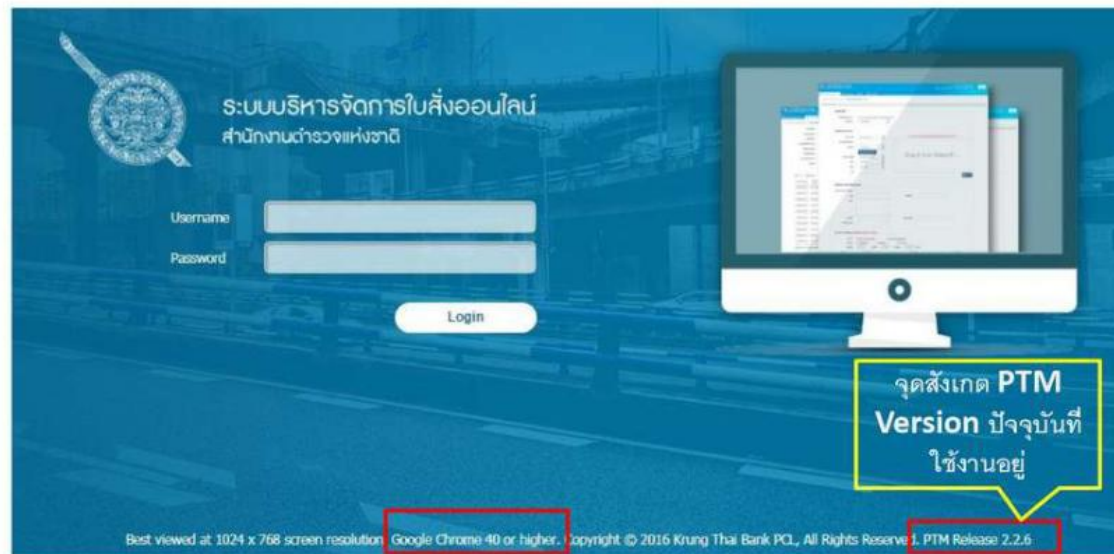 ระบบบริหารจัดการใบสั่งออนไลน์
สำนักงานตำรวจแห่งชาติ
Username
Password
Login
จุดสังเกต PTM
Version ปัจจุบันที่
ใช้งานอยู่
Best viewed at 1024 x 768 screen resolution. Google Chrome 40 or higher. Copyright © 2016 Krung Thai Bank PCL, All Rights Reserved. PTM Release 2.2.6